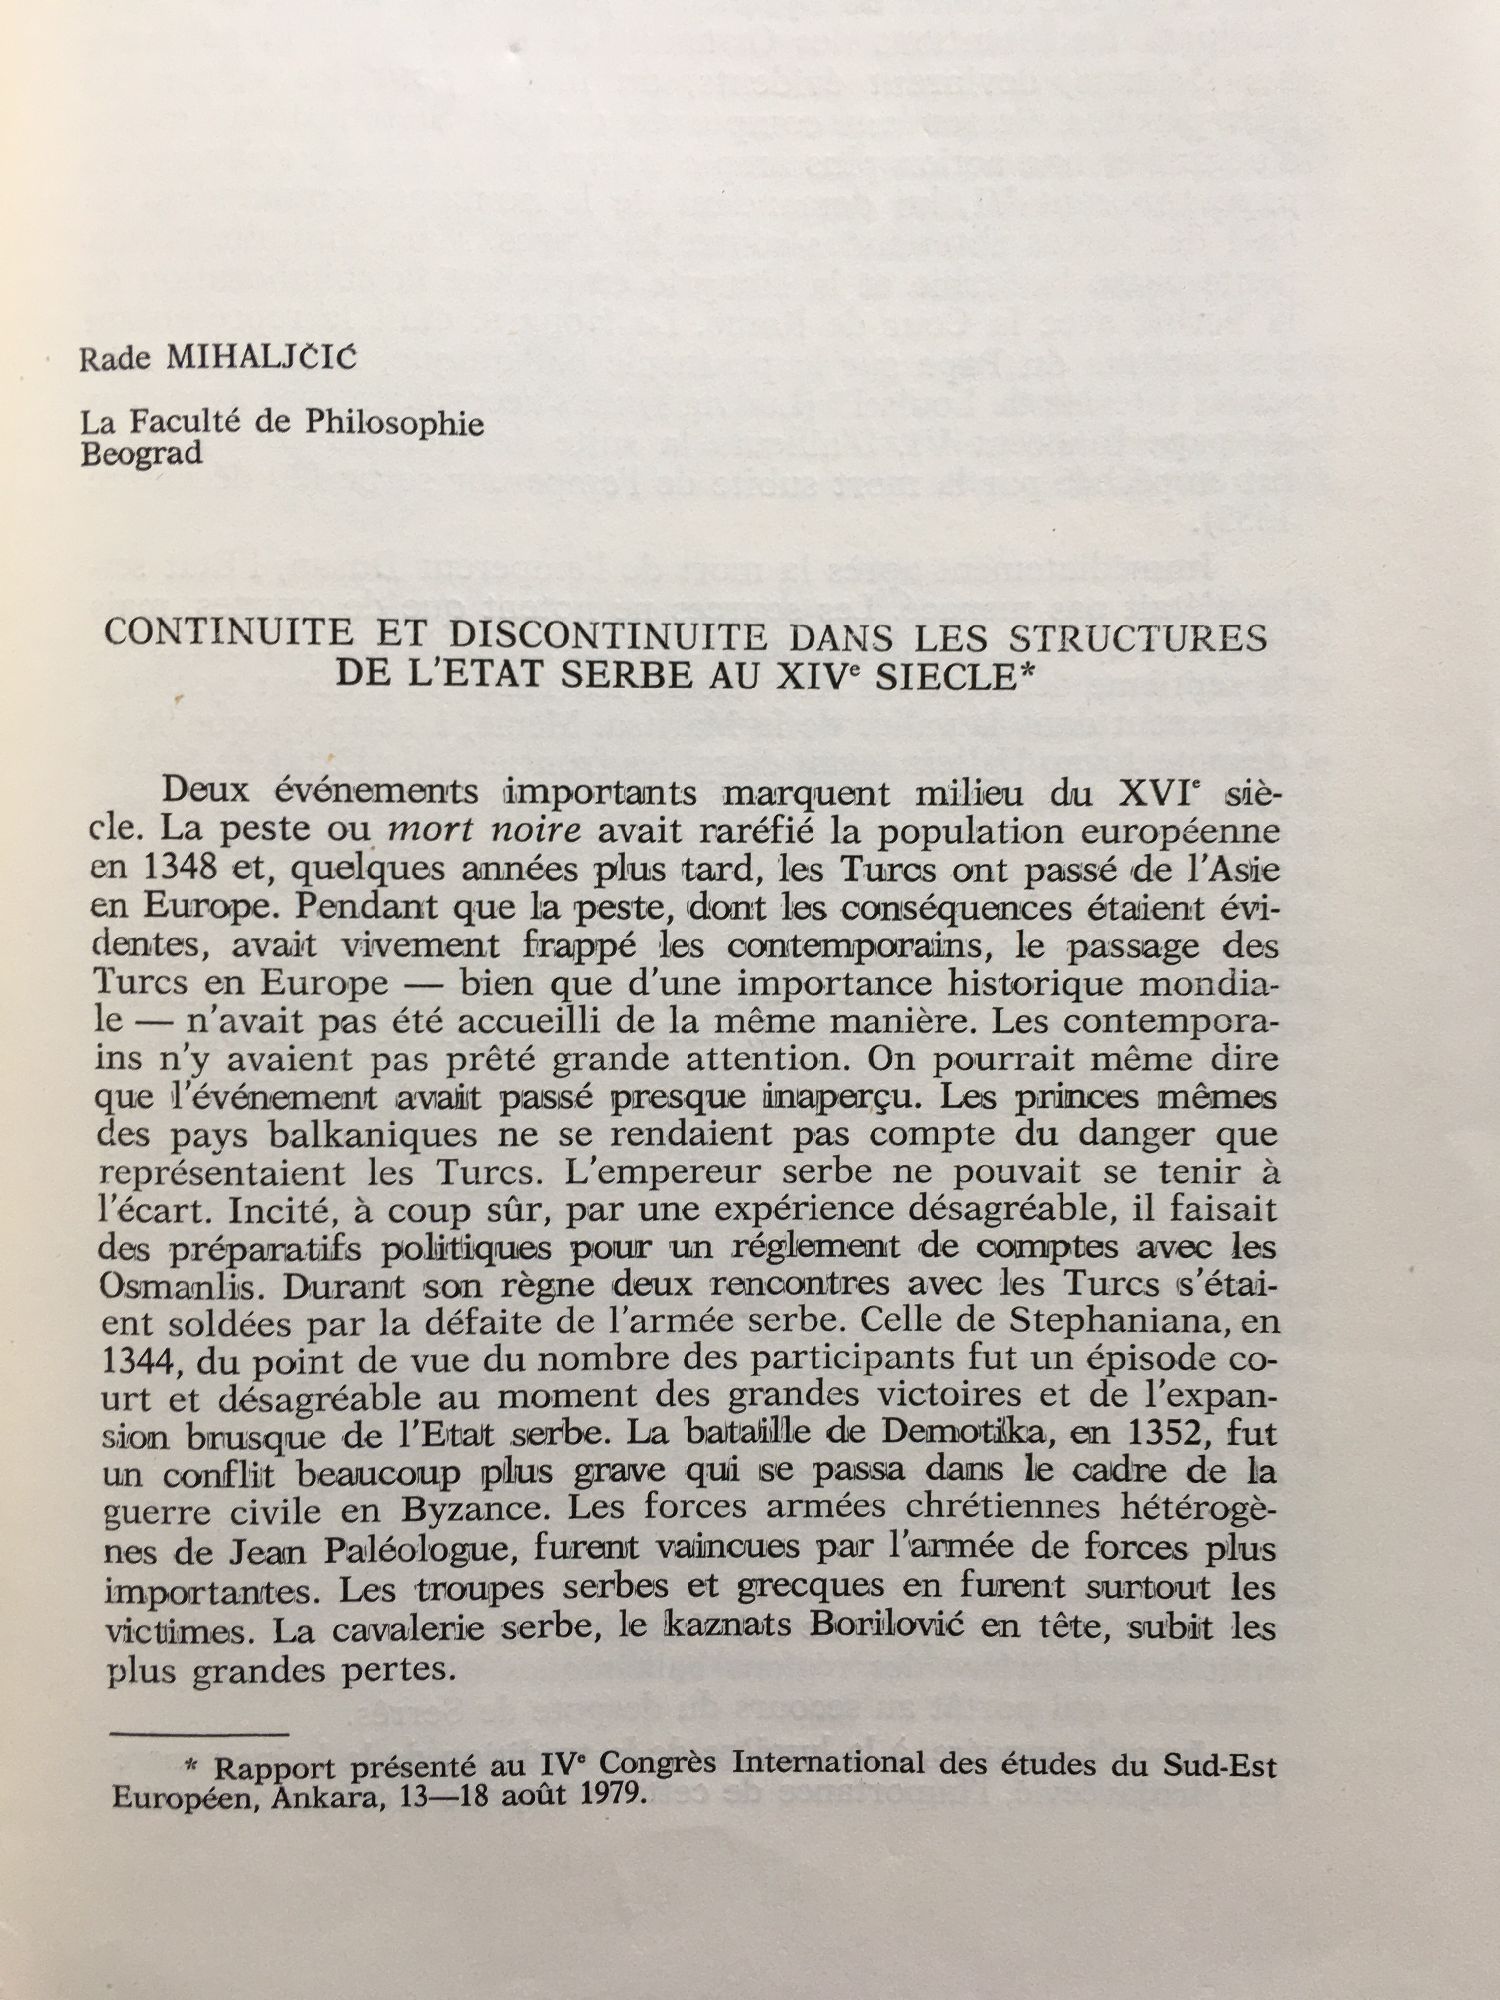 Rade MIHALJČIĆ
La Faculté de Philosophie
Beograd
CONTINUITE ET DISCONTINUITE DANS LES STRUCTURES
DE L'ETAT SERBE AU XIVe SIECLE*
Deux événements importants marquent milieu du XVIe siè-
cle. La peste ou mort noire avait raréfié la population européenne
en 1348 et, quelques années plus tard, les Turcs ont passé de l'Asie
en Europe. Pendant que la peste, dont les conséquences étaient évi-
dentes, avait vivement frappé les contemporains, le passage des
Turcs en Europe — bien que d'une importance historique mondia-
le — n'avait pas été accueilli de la même manière. Les contempora-
ins n'y avaient pas prêté grande attention. On pourrait même dire
que l'événement avait passé presque inaperçu. Les princes mêmes
des pays balkaniques ne se rendaient pas compte du danger que
représentaient les Turcs. L'empereur serbe ne pouvait se tenir à
l'écart. Incité, à coup sûr, par une expérience désagréable, il faisait
des préparatifs politiques pour un réglement de comptes avec les
Osmanlis. Durant son règne deux rencontres avec les Turcs s'étai-
ent soldées par la défaite de l'armée serbe. Celle de Stephaniana, en
1344, du point de vue du nombre des participants fut un épisode co-
urt et désagréable au moment des grandes victoires et de l'expan-
sion brusque de l'Etat serbe. La bataille de Demotika, en 1352, fut
un conflit beaucoup plus grave qui se passa dans le cadre de la
guerre civile en Byzance. Les forces armées chrétiennes hétérogè-
nes de Jean Paléologue, furent vaincues par l'armée de forces plus
importantes. Les troupes serbes et grecques en furent surtout les
victimes. La cavalerie serbe, le kaznats Borilović en tête, subit les
plus grandes pertes.
* Rapport présenté au IVe Congrès International des études du Sud-Est
Européen, Ankara, 13—18 août 1979.